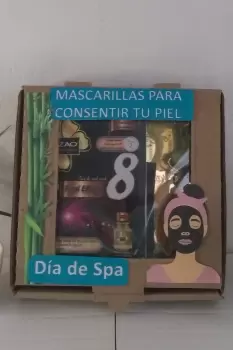 MASCARILLAS PARA
CONSENTIR TU PIEL
8
Día de Spa